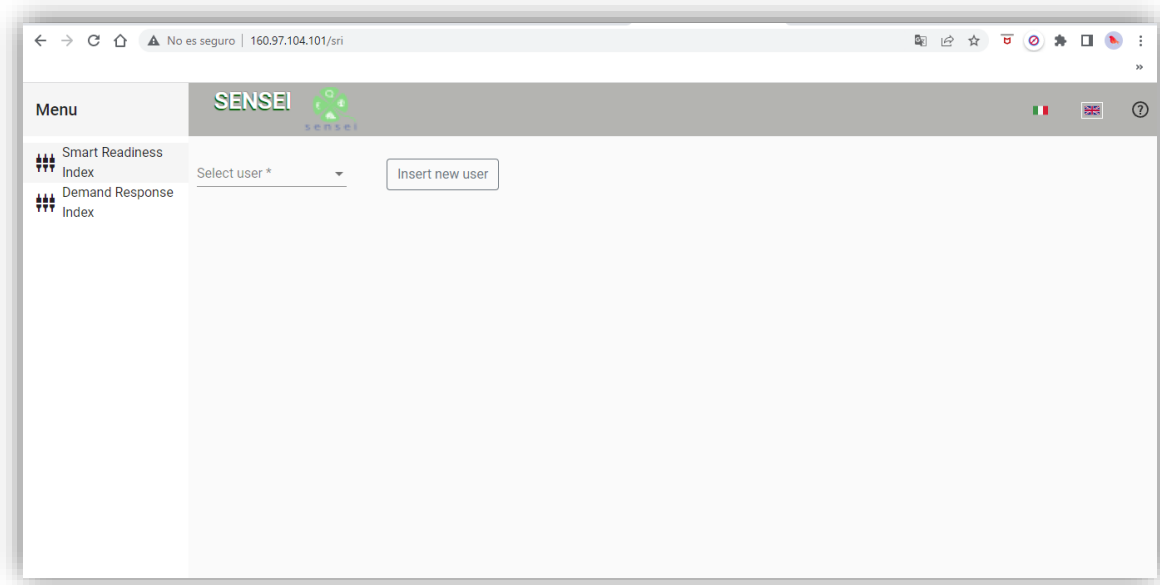 No es seguro | 160.97.104.101/sri
»
Menu
SENSEI
sensei
Smart Readiness
Index
Demand Response
Index
Select user *
Insert new user